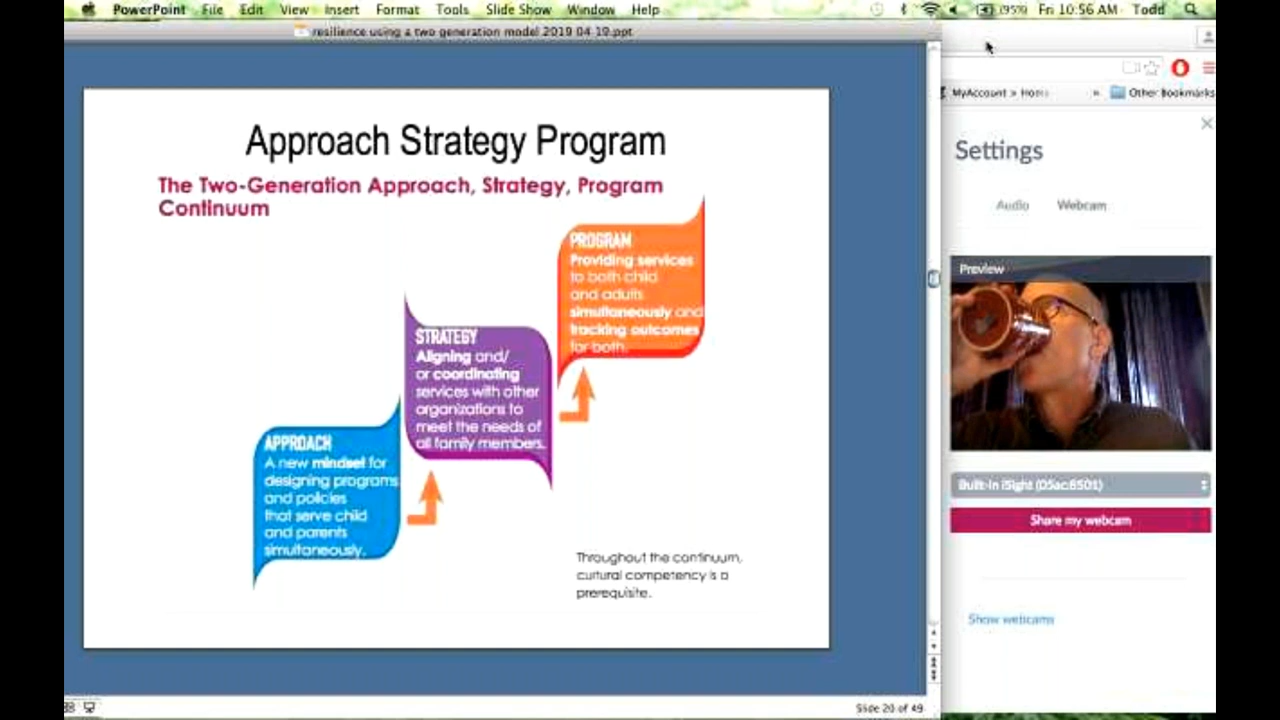 PowerPoint File Edit View Insert Format Tools Slide Show Window Help (95%) Fri 10:56 AM Todd
resilience using a two generation model 2019 04 19.ppt
Approach Strategy Program
The Two-Generation Approach, Strategy, Program
Continuum
PROGRAM
Providing services
to both child
and adults
simultaneously and
tracking outcomes
for both.
STRATEGY
Aligning and/
or coordinating
services with other
organizations to
meet the needs of
all family members.
APPROACH
A new mindset for
designing programs
and policies
that serve child
and parents
simultaneously.
Throughout the continuum,
cultural competency is a
prerequisite.
Slide 20 of 49
MyAccount » Home » Other Bookmarks
Settings
Audio Webcam
Preview
Built-in iSight (05ac:8501)
Share my webcam
Show webcams